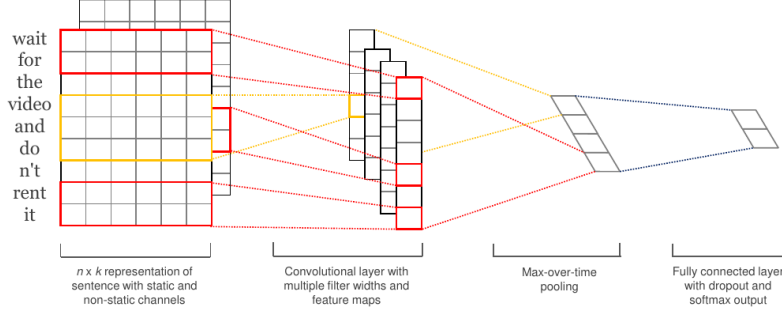 wait
for
the
video
and
do
n't
rent
it
n x k representation of
sentence with static and
non-static channels
Convolutional layer with
multiple filter widths and
feature maps
Max-over-time
pooling
Fully connected layer
with dropout and
softmax output